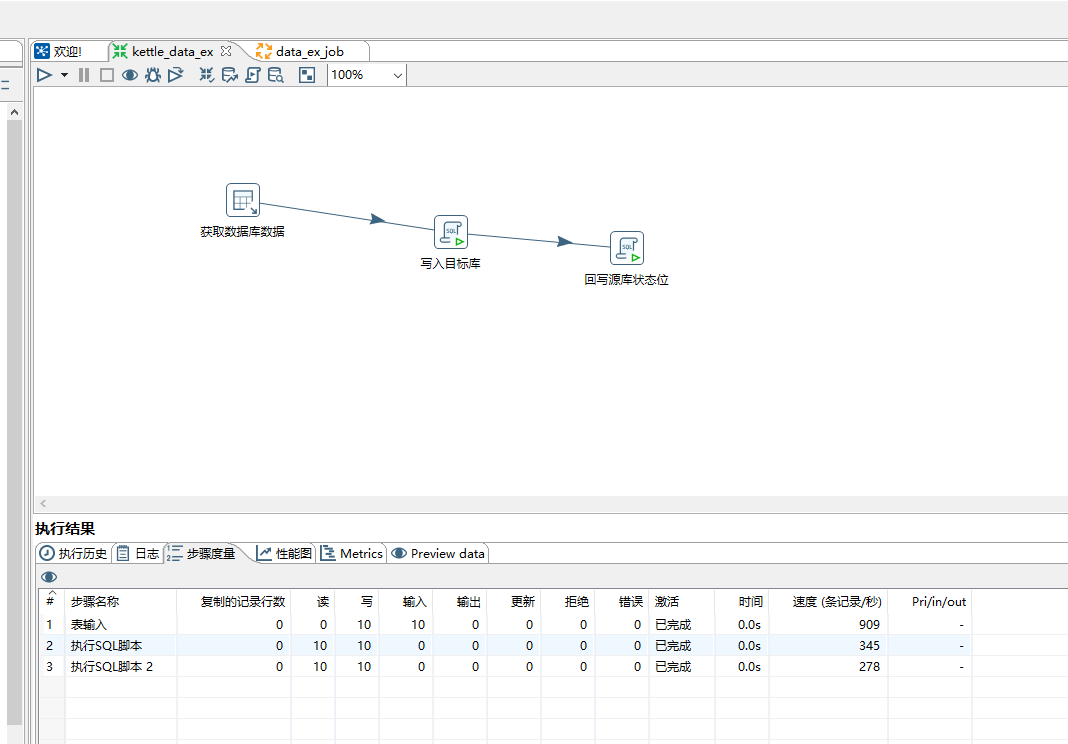 欢迎! kettle_data_ex data_ex_job
100%
获取数据库数据
SQL
写入目标库
SQL
回写源库状态位
执行结果
执行历史 日志 步骤度量 性能图 Metrics Preview data
# 步骤名称 复制的记录行数 读 写 输入 输出 更新 拒绝 错误 激活 时间 速度 (条记录/秒) Pri/in/out
1 表输入 0 0 10 10 0 0 0 0 已完成 0.0s 909 -
2 执行SQL脚本 0 10 10 0 0 0 0 0 已完成 0.0s 345 -
3 执行SQL脚本 2 0 10 10 0 0 0 0 0 已完成 0.0s 278 -